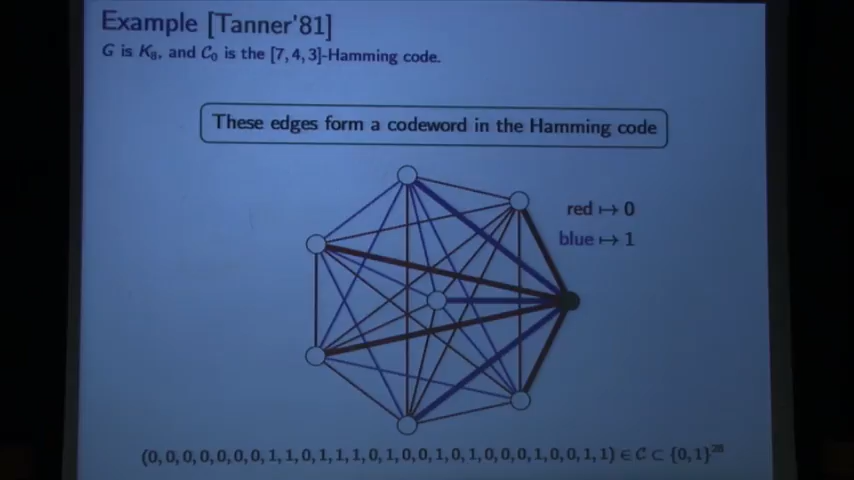 Example [Tanner'81]
G is K₈, and C₀ is the [7, 4, 3]-Hamming code.
These edges form a codeword in the Hamming code
red ↦ 0
blue ↦ 1
(0, 0, 0, 0, 0, 0, 0, 1, 1, 0, 1, 1, 1, 0, 1, 0, 0, 1, 0, 1, 0, 0, 0, 1, 0, 0, 1, 1) ∈ C ⊂ {0, 1}²⁸